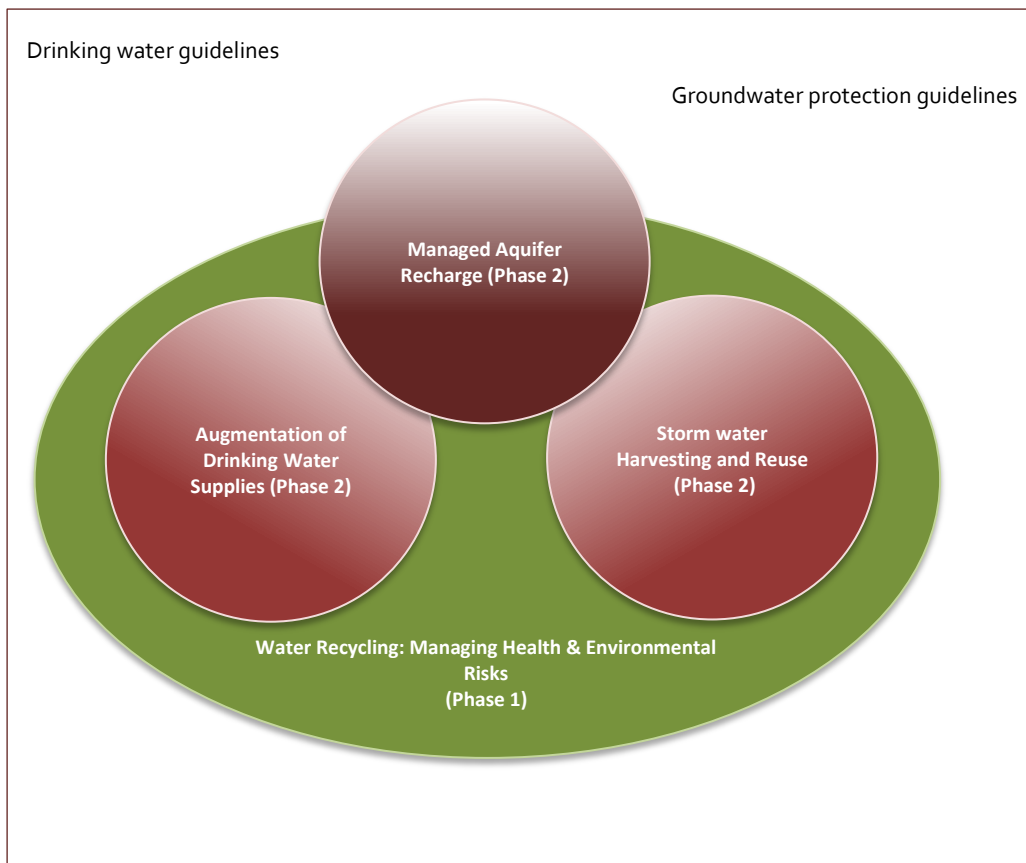 Drinking water guidelines
Groundwater protection guidelines
Managed Aquifer
Recharge (Phase 2)
Augmentation of
Drinking Water
Supplies (Phase 2)
Storm water
Harvesting and Reuse
(Phase 2)
Water Recycling: Managing Health & Environmental
Risks
(Phase 1)